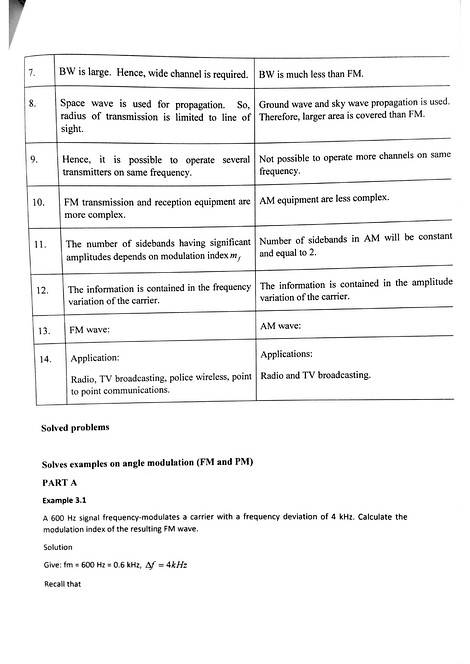 7. BW is large. Hence, wide channel is required. BW is much less than FM.
8. Space wave is used for propagation. So, Ground wave and sky wave propagation is used.
radius of transmission is limited to line of Therefore, larger area is covered than FM.
sight.
9. Hence, it is possible to operate several Not possible to operate more channels on same
transmitters on same frequency. frequency.
10. FM transmission and reception equipment are AM equipment are less complex.
more complex.
11. The number of sidebands having significant Number of sidebands in AM will be constant
amplitudes depends on modulation index m_f and equal to 2.
12. The information is contained in the frequency The information is contained in the amplitude
variation of the carrier. variation of the carrier.
13. FM wave: AM wave:
14. Application: Applications:
Radio, TV broadcasting, police wireless, point Radio and TV broadcasting.
to point communications.
Solved problems
Solves examples on angle modulation (FM and PM)
PART A
Example 3.1
A 600 Hz signal frequency-modulates a carrier with a frequency deviation of 4 kHz. Calculate the
modulation index of the resulting FM wave.
Solution
Give: fm = 600 Hz = 0.6 kHz, Δf = 4kHz
Recall that